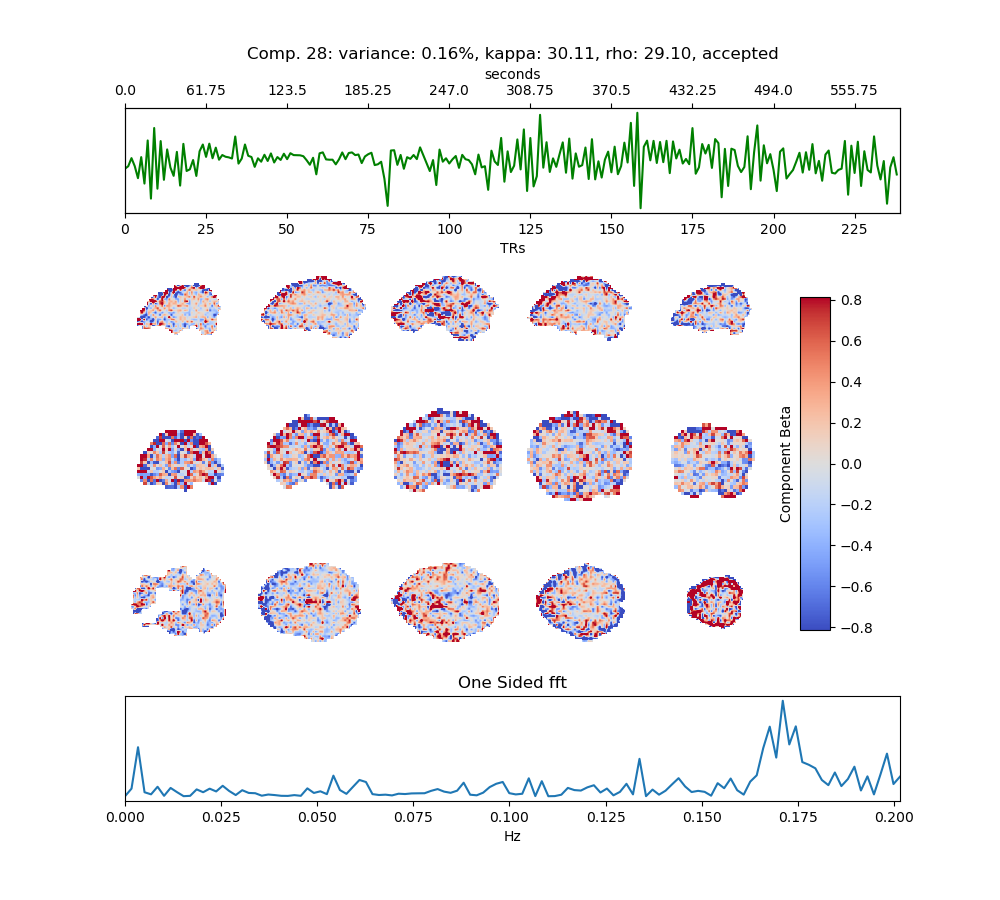 Comp. 28: variance: 0.16%, kappa: 30.11, rho: 29.10, accepted
seconds
0.0 61.75 123.5 185.25 247.0 308.75 370.5 432.25 494.0 555.75
0 25 50 75 100 125 150 175 200 225
TRs
0.8
0.6
0.4
0.2
0.0
−0.2
−0.4
−0.6
−0.8
Component Beta
One Sided fft
0.000 0.025 0.050 0.075 0.100 0.125 0.150 0.175 0.200
Hz